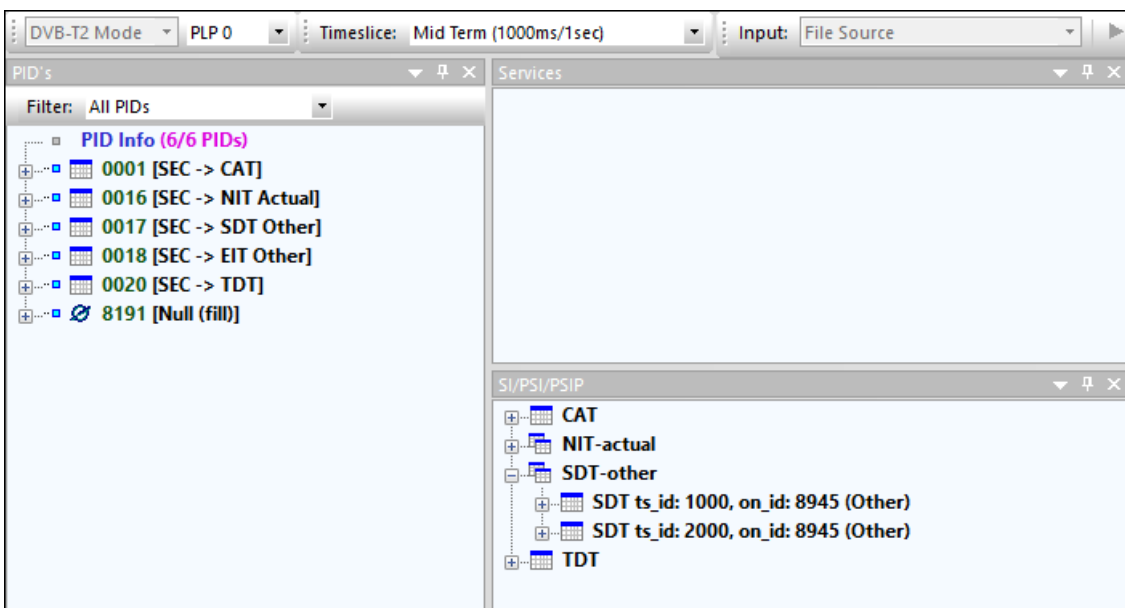 DVB-T2 Mode PLP 0 Timeslice: Mid Term (1000ms/1sec) Input: File Source
PID's
Filter: All PIDs
PID Info (6/6 PIDs)
0001 [SEC -> CAT]
0016 [SEC -> NIT Actual]
0017 [SEC -> SDT Other]
0018 [SEC -> EIT Other]
0020 [SEC -> TDT]
8191 [Null (fill)]
Services
SI/PSI/PSIP
CAT
NIT-actual
SDT-other
SDT ts_id: 1000, on_id: 8945 (Other)
SDT ts_id: 2000, on_id: 8945 (Other)
TDT